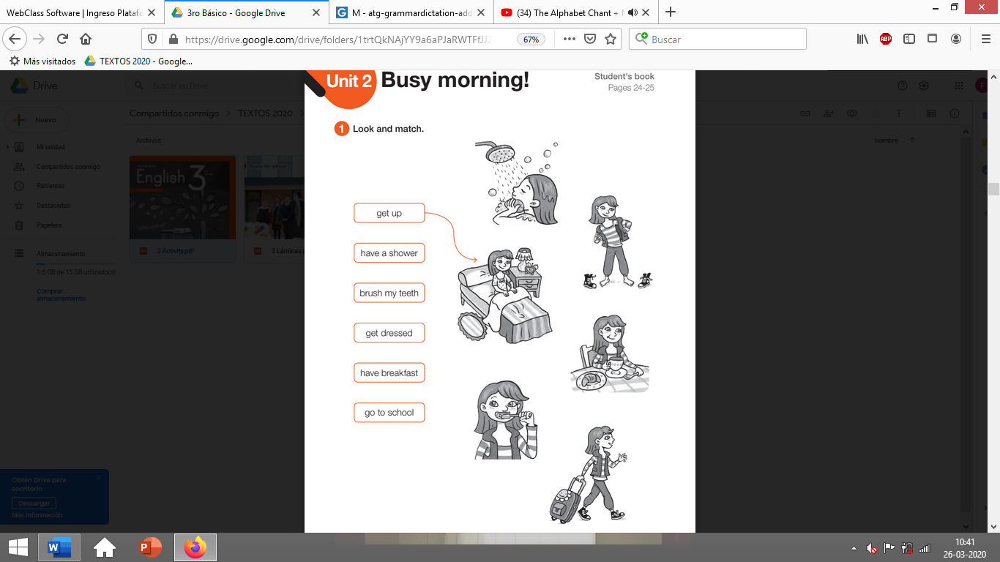 WebClass Software | Ingreso Platafo
3ro Básico - Google Drive
M - atg-grammardictation-add
(34) The Alphabet Chant +
https://drive.google.com/drive/folders/1trtQkNAjYY9a6aPJaRWTFfJJ
67%
Buscar
Más visitados
TEXTOS 2020 - Google...
Drive
Buscar en Drive
Nuevo
Compartidos conmigo > TEXTOS 2020
Archivos
Nombre
Mi unidad
Compartidos conmigo
Recientes
Destacados
Papelera
Almacenamiento
1.6 GB de 15 GB utilizado(s)
Comprar
almacenamiento
English 3
3 Activity.pdf
3 Láminas.p
Obtén Drive para
escritorio
Descargar
Más información
Unit 2 Busy morning!
Student's book
Pages 24-25
1 Look and match.
get up
have a shower
brush my teeth
get dressed
have breakfast
go to school
10:41
26-03-2020